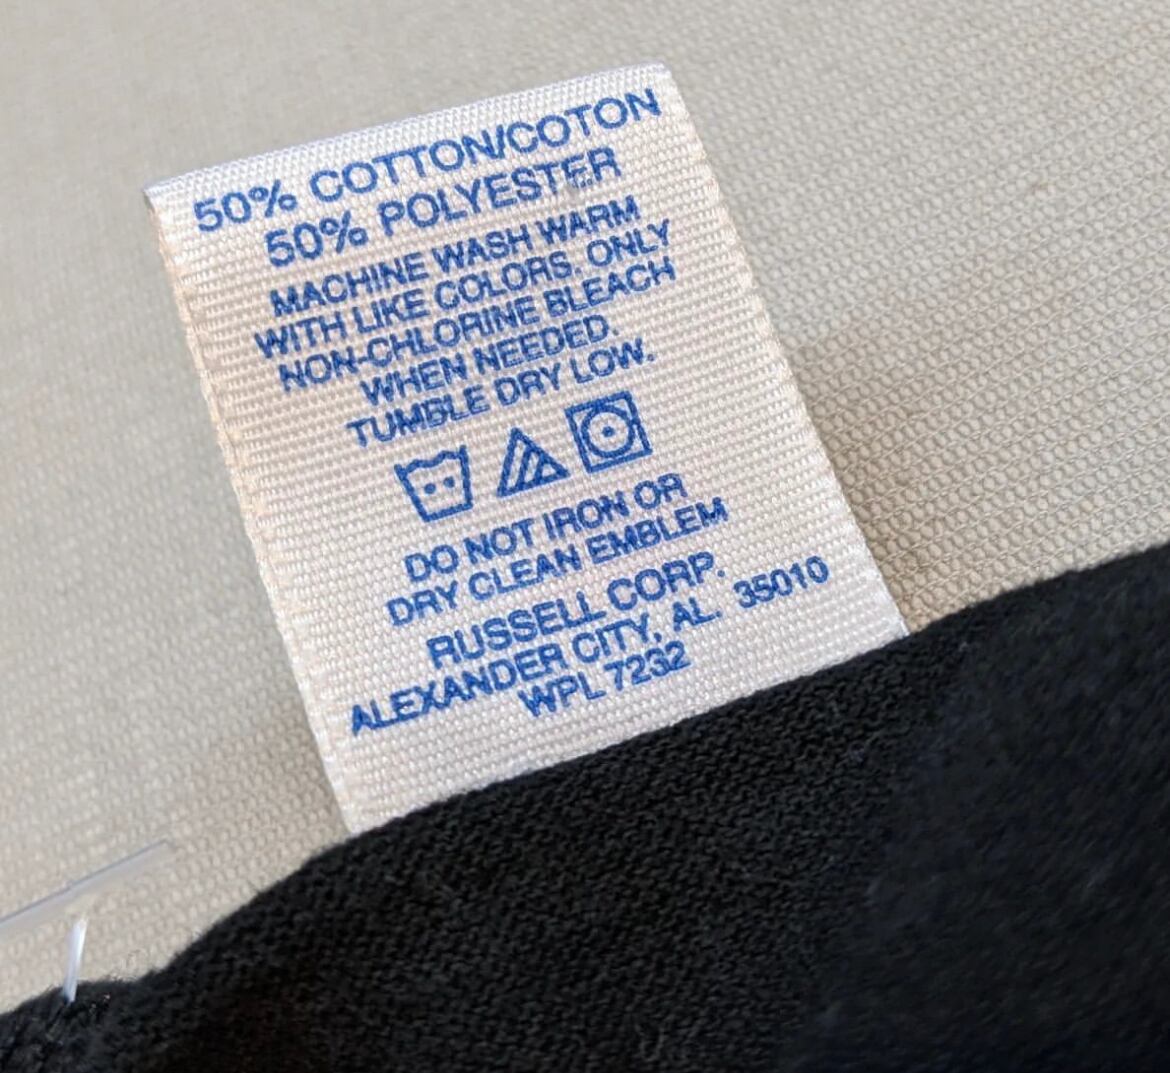 50% COTTON/COTON
50% POLYESTER
MACHINE WASH WARM
WITH LIKE COLORS. ONLY
NON-CHLORINE BLEACH
WHEN NEEDED.
TUMBLE DRY LOW.
DO NOT IRON OR
DRY CLEAN EMBLEM
RUSSELL CORP.
ALEXANDER CITY, AL. 35010
WPL 7232